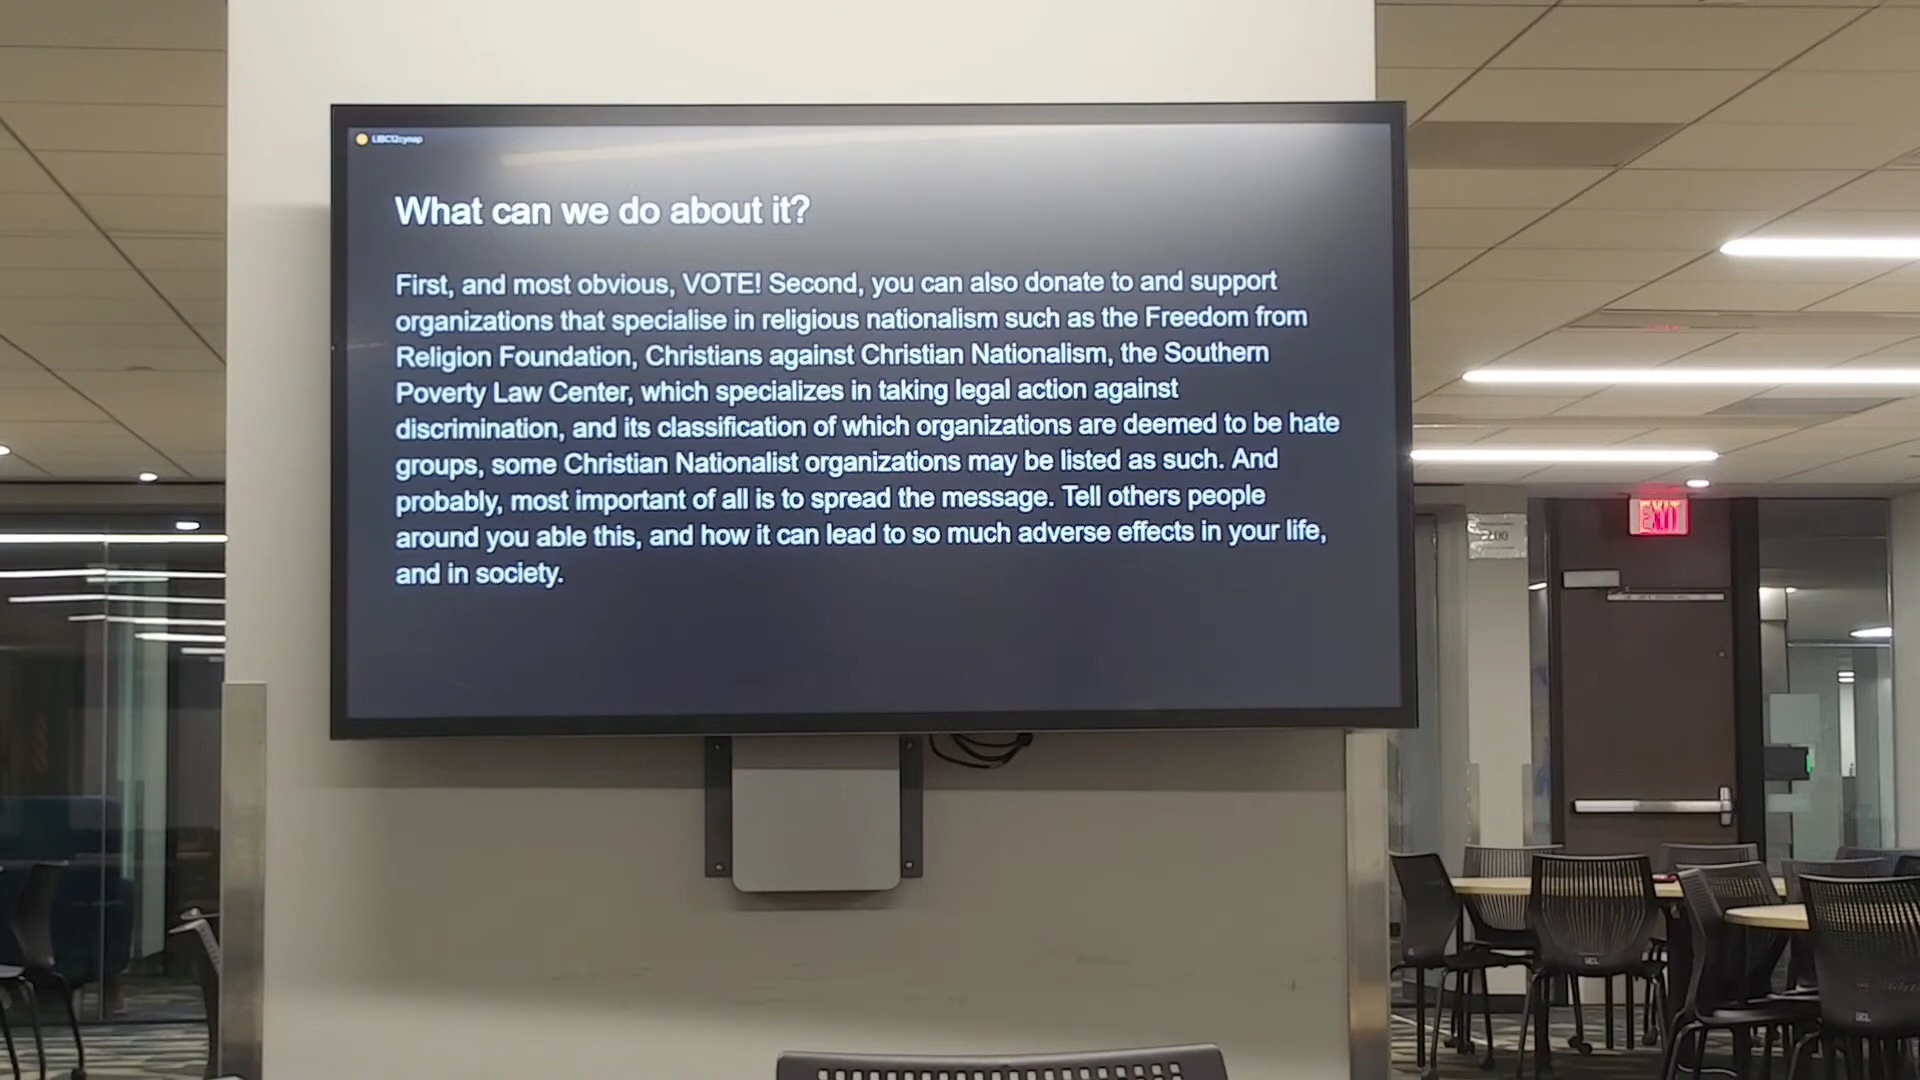 LIBC12cynap
What can we do about it?
First, and most obvious, VOTE! Second, you can also donate to and support
organizations that specialise in religious nationalism such as the Freedom from
Religion Foundation, Christians against Christian Nationalism, the Southern
Poverty Law Center, which specializes in taking legal action against
discrimination, and its classification of which organizations are deemed to be hate
groups, some Christian Nationalist organizations may be listed as such. And
probably, most important of all is to spread the message. Tell others people
around you able this, and how it can lead to so much adverse effects in your life,
and in society.
EXIT